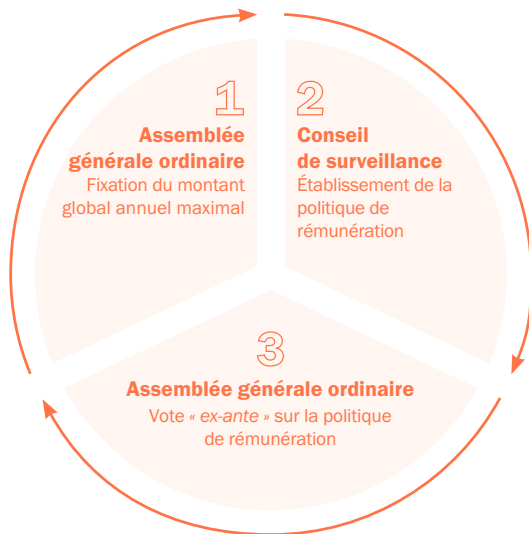 1
Assemblée
générale ordinaire
Fixation du montant
global annuel maximal
2
Conseil
de surveillance
Établissement de la
politique de
rémunération
3
Assemblée générale ordinaire
Vote « ex-ante » sur la politique
de rémunération